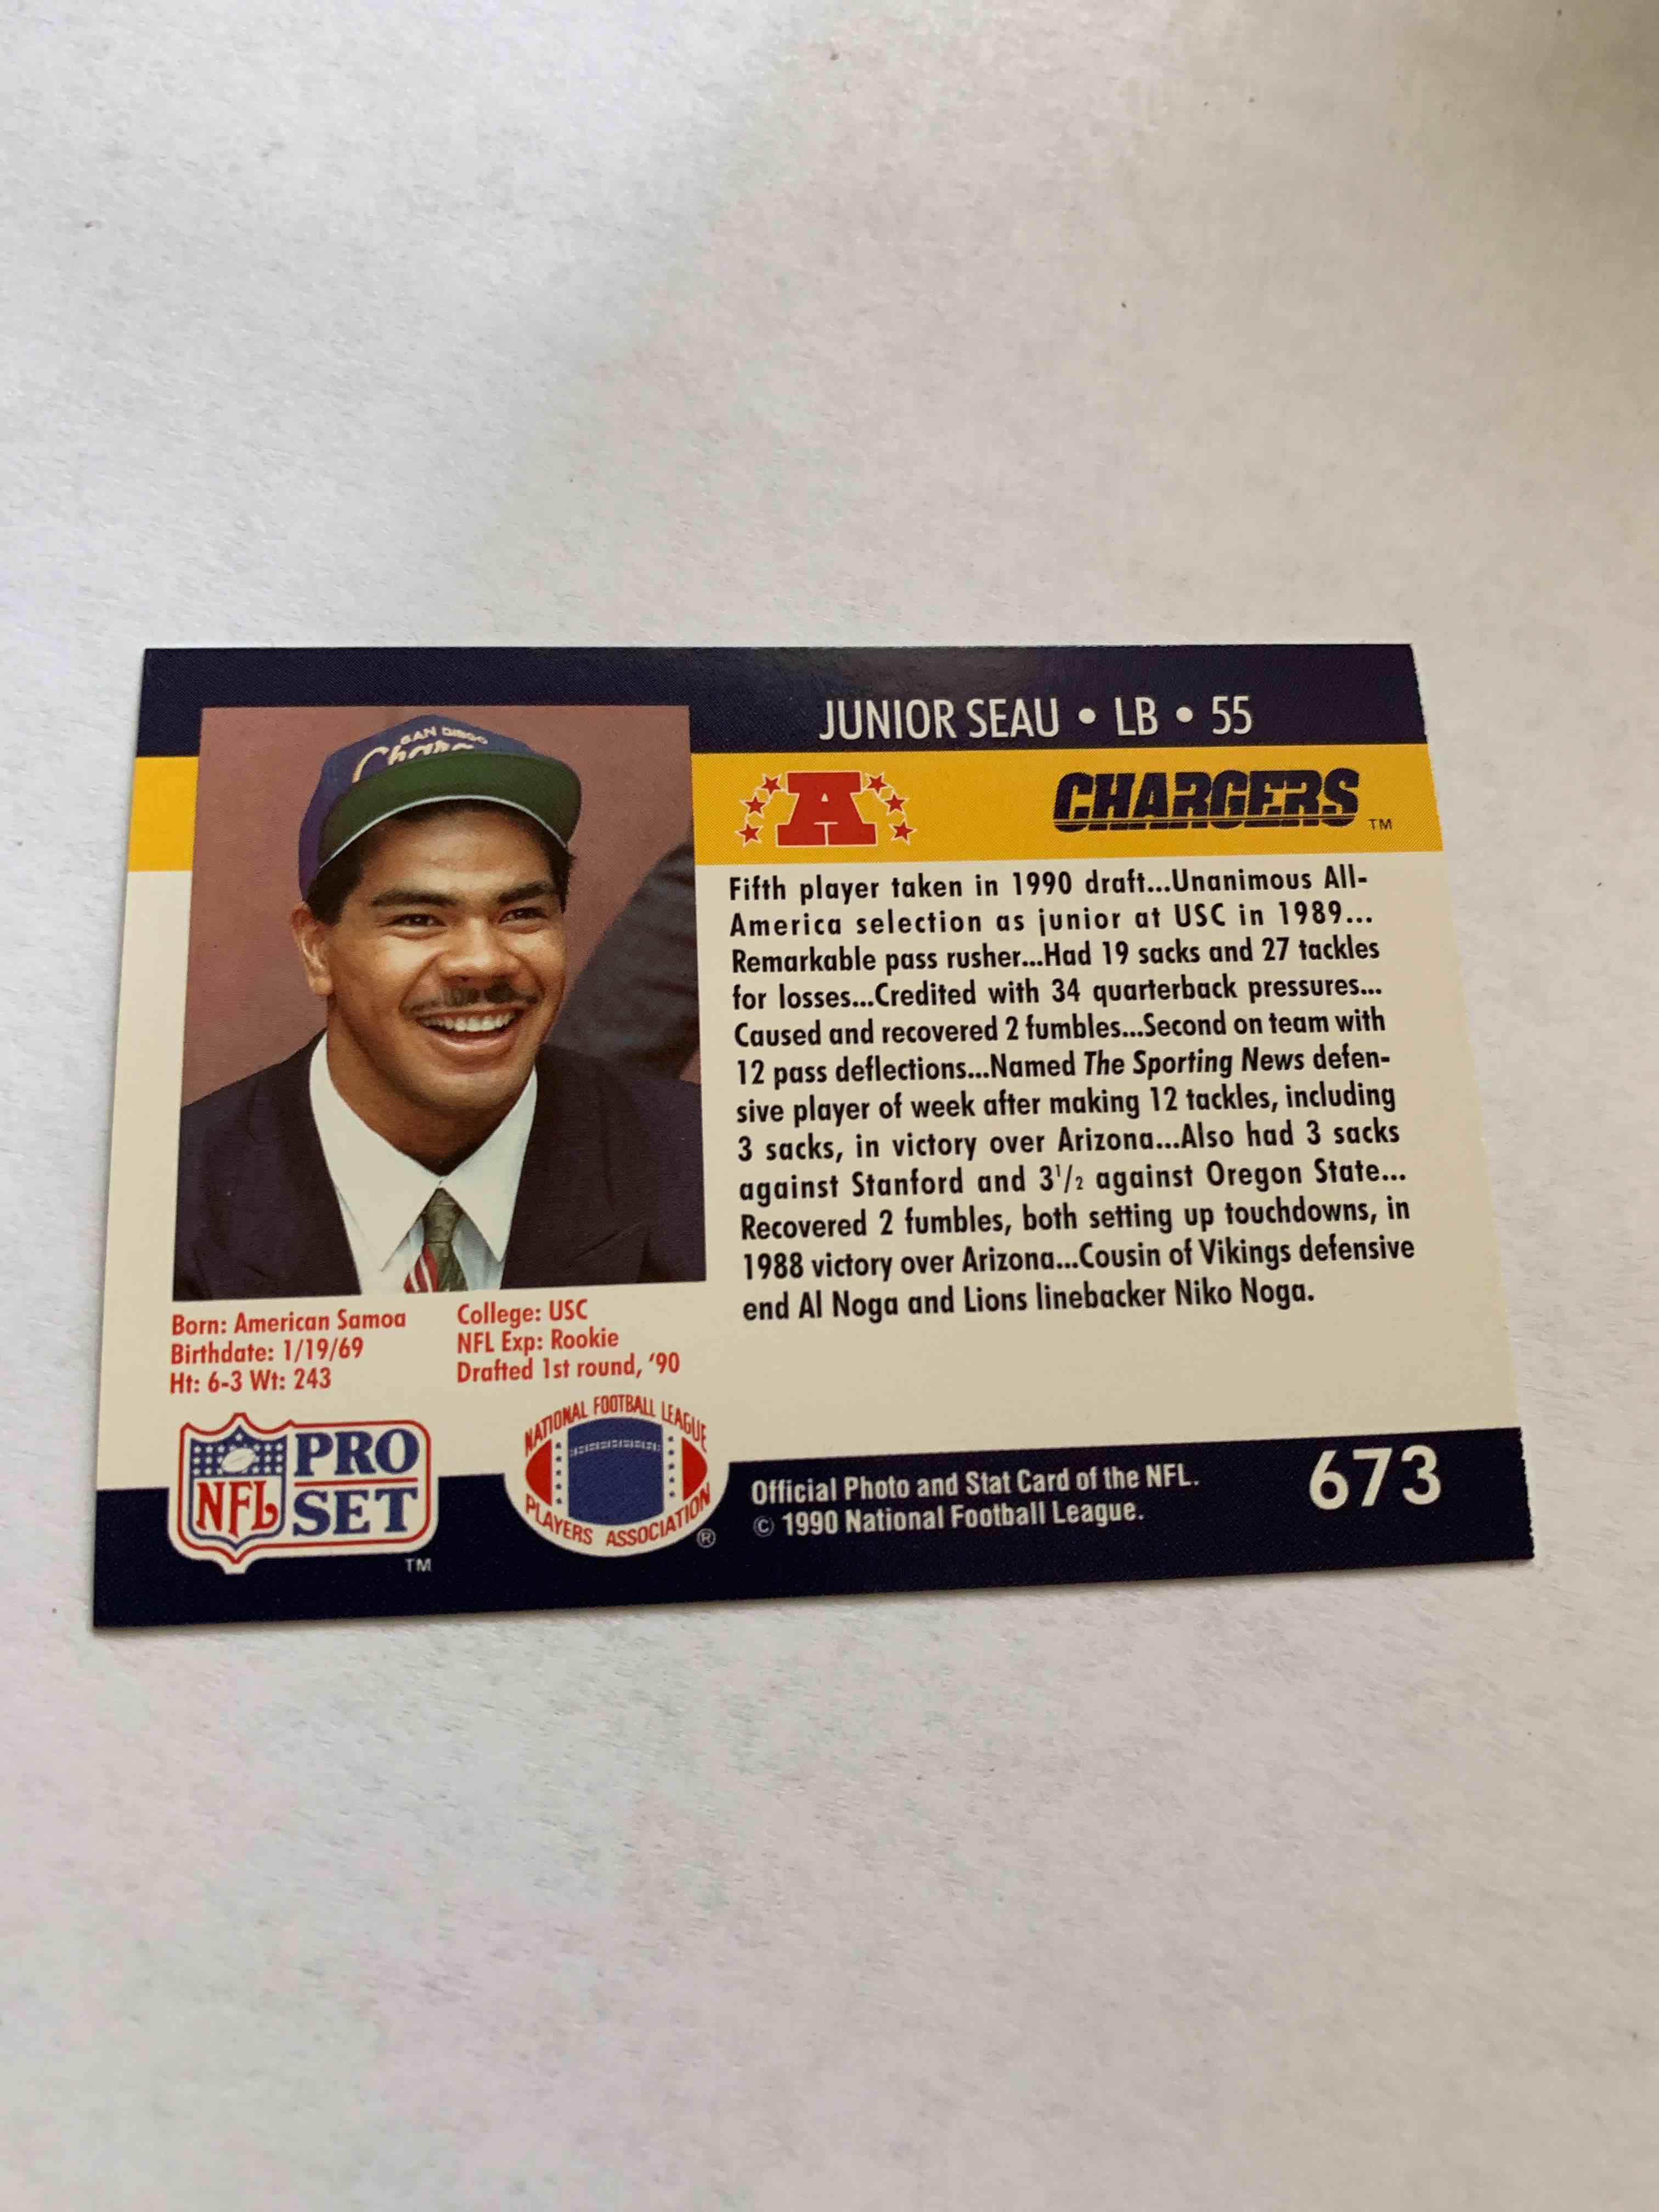 JUNIOR SEAU • LB • 55
SAN DIEGO
A
CHARGERS TM
Fifth player taken in 1990 draft...Unanimous All-
America selection as junior at USC in 1989...
Remarkable pass rusher...Had 19 sacks and 27 tackles
for losses...Credited with 34 quarterback pressures...
Caused and recovered 2 fumbles...Second on team with
12 pass deflections...Named The Sporting News defen-
sive player of week after making 12 tackles, including
3 sacks, in victory over Arizona...Also had 3 sacks
against Stanford and 3 1/2 against Oregon State...
Recovered 2 fumbles, both setting up touchdowns, in
1988 victory over Arizona...Cousin of Vikings defensive
end Al Noga and Lions linebacker Niko Noga.
Born: American Samoa
Birthdate: 1/19/69
Ht: 6-3 Wt: 243
College: USC
NFL Exp: Rookie
Drafted 1st round, '90
NFL
PRO
SET
TM
NATIONAL FOOTBALL LEAGUE
PLAYERS ASSOCIATION ®
Official Photo and Stat Card of the NFL.
© 1990 National Football League.
673